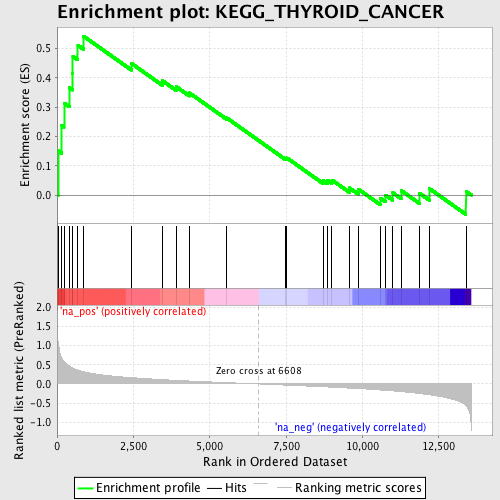 Enrichment plot: KEGG_THYROID_CANCER
Enrichment score (ES)
0.5
0.4
0.3
0.2
0.1
0.0
'na_pos' (positively correlated)
Ranked list metric (PreRanked)
2.0
1.5
1.0
0.5
0.0
-0.5
-1.0
Zero cross at 6608
'na_neg' (negatively correlated)
0 2,500 5,000 7,500 10,000 12,500
Rank in Ordered Dataset
Enrichment profile Hits Ranking metric scores